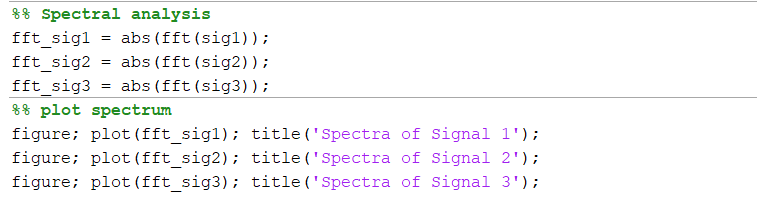 %% Spectral analysis
fft_sig1 = abs(fft(sig1));
fft_sig2 = abs(fft(sig2));
fft_sig3 = abs(fft(sig3));
%% plot spectrum
figure; plot(fft_sig1); title('Spectra of Signal 1');
figure; plot(fft_sig2); title('Spectra of Signal 2');
figure; plot(fft_sig3); title('Spectra of Signal 3');